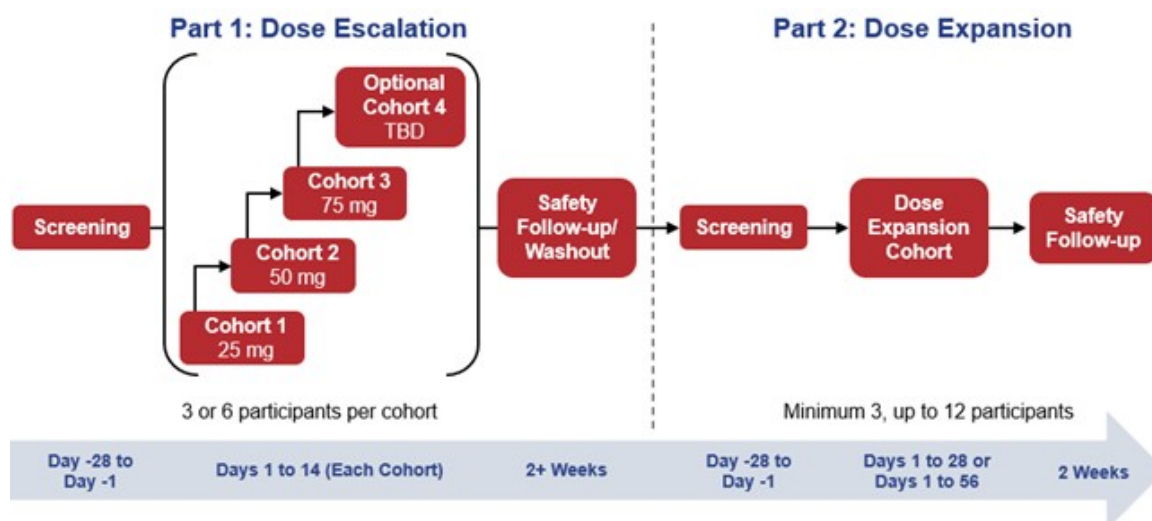 Part 1: Dose Escalation
Part 2: Dose Expansion
Optional
Cohort 4
TBD
Cohort 3
75 mg
Cohort 2
50 mg
Cohort 1
25 mg
Screening
Safety
Follow-up/
Washout
Screening
Dose
Expansion
Cohort
Safety
Follow-up
3 or 6 participants per cohort
Minimum 3, up to 12 participants
Day -28 to
Day -1
Days 1 to 14 (Each Cohort)
2+ Weeks
Day -28 to
Day -1
Days 1 to 28 or
Days 1 to 56
2 Weeks